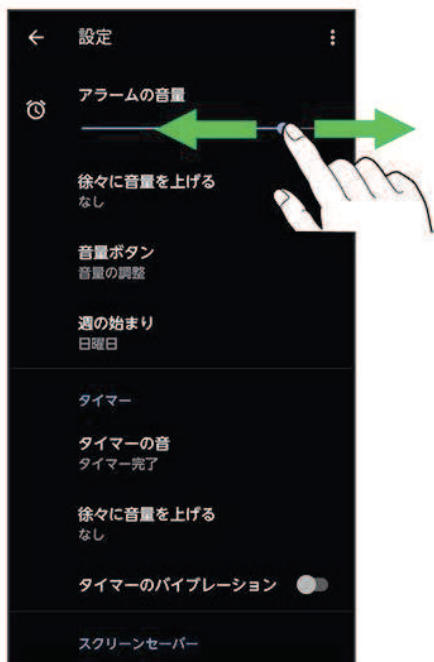 設定
アラームの音量
徐々に音量を上げる
なし
音量ボタン
音量の調整
週の始まり
日曜日
タイマー
タイマーの音
タイマー完了
徐々に音量を上げる
なし
タイマーのバイブレーション
スクリーンセーバー